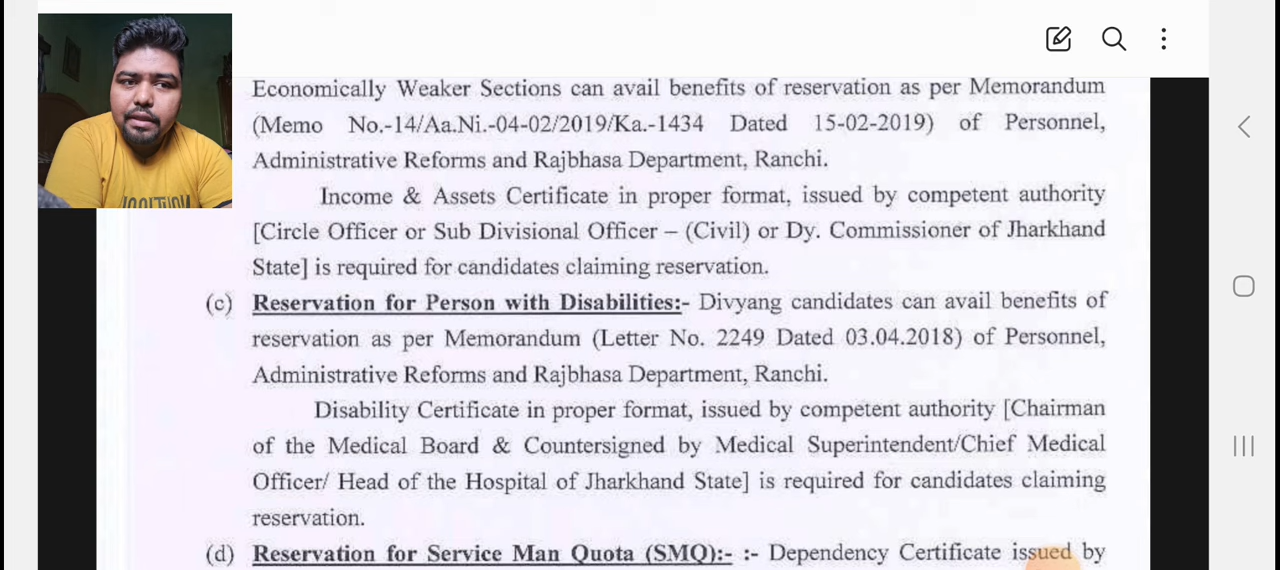 Economically Weaker Sections can avail benefits of reservation as per Memorandum
(Memo No.-14/Aa.Ni.-04-02/2019/Ka.-1434 Dated 15-02-2019) of Personnel,
Administrative Reforms and Rajbhasa Department, Ranchi.
Income & Assets Certificate in proper format, issued by competent authority
[Circle Officer or Sub Divisional Officer – (Civil) or Dy. Commissioner of Jharkhand
State] is required for candidates claiming reservation.
(c) Reservation for Person with Disabilities:- Divyang candidates can avail benefits of
reservation as per Memorandum (Letter No. 2249 Dated 03.04.2018) of Personnel,
Administrative Reforms and Rajbhasa Department, Ranchi.
Disability Certificate in proper format, issued by competent authority [Chairman
of the Medical Board & Countersigned by Medical Superintendent/Chief Medical
Officer/ Head of the Hospital of Jharkhand State] is required for candidates claiming
reservation.
(d) Reservation for Service Man Quota (SMQ):- :- Dependency Certificate issued by